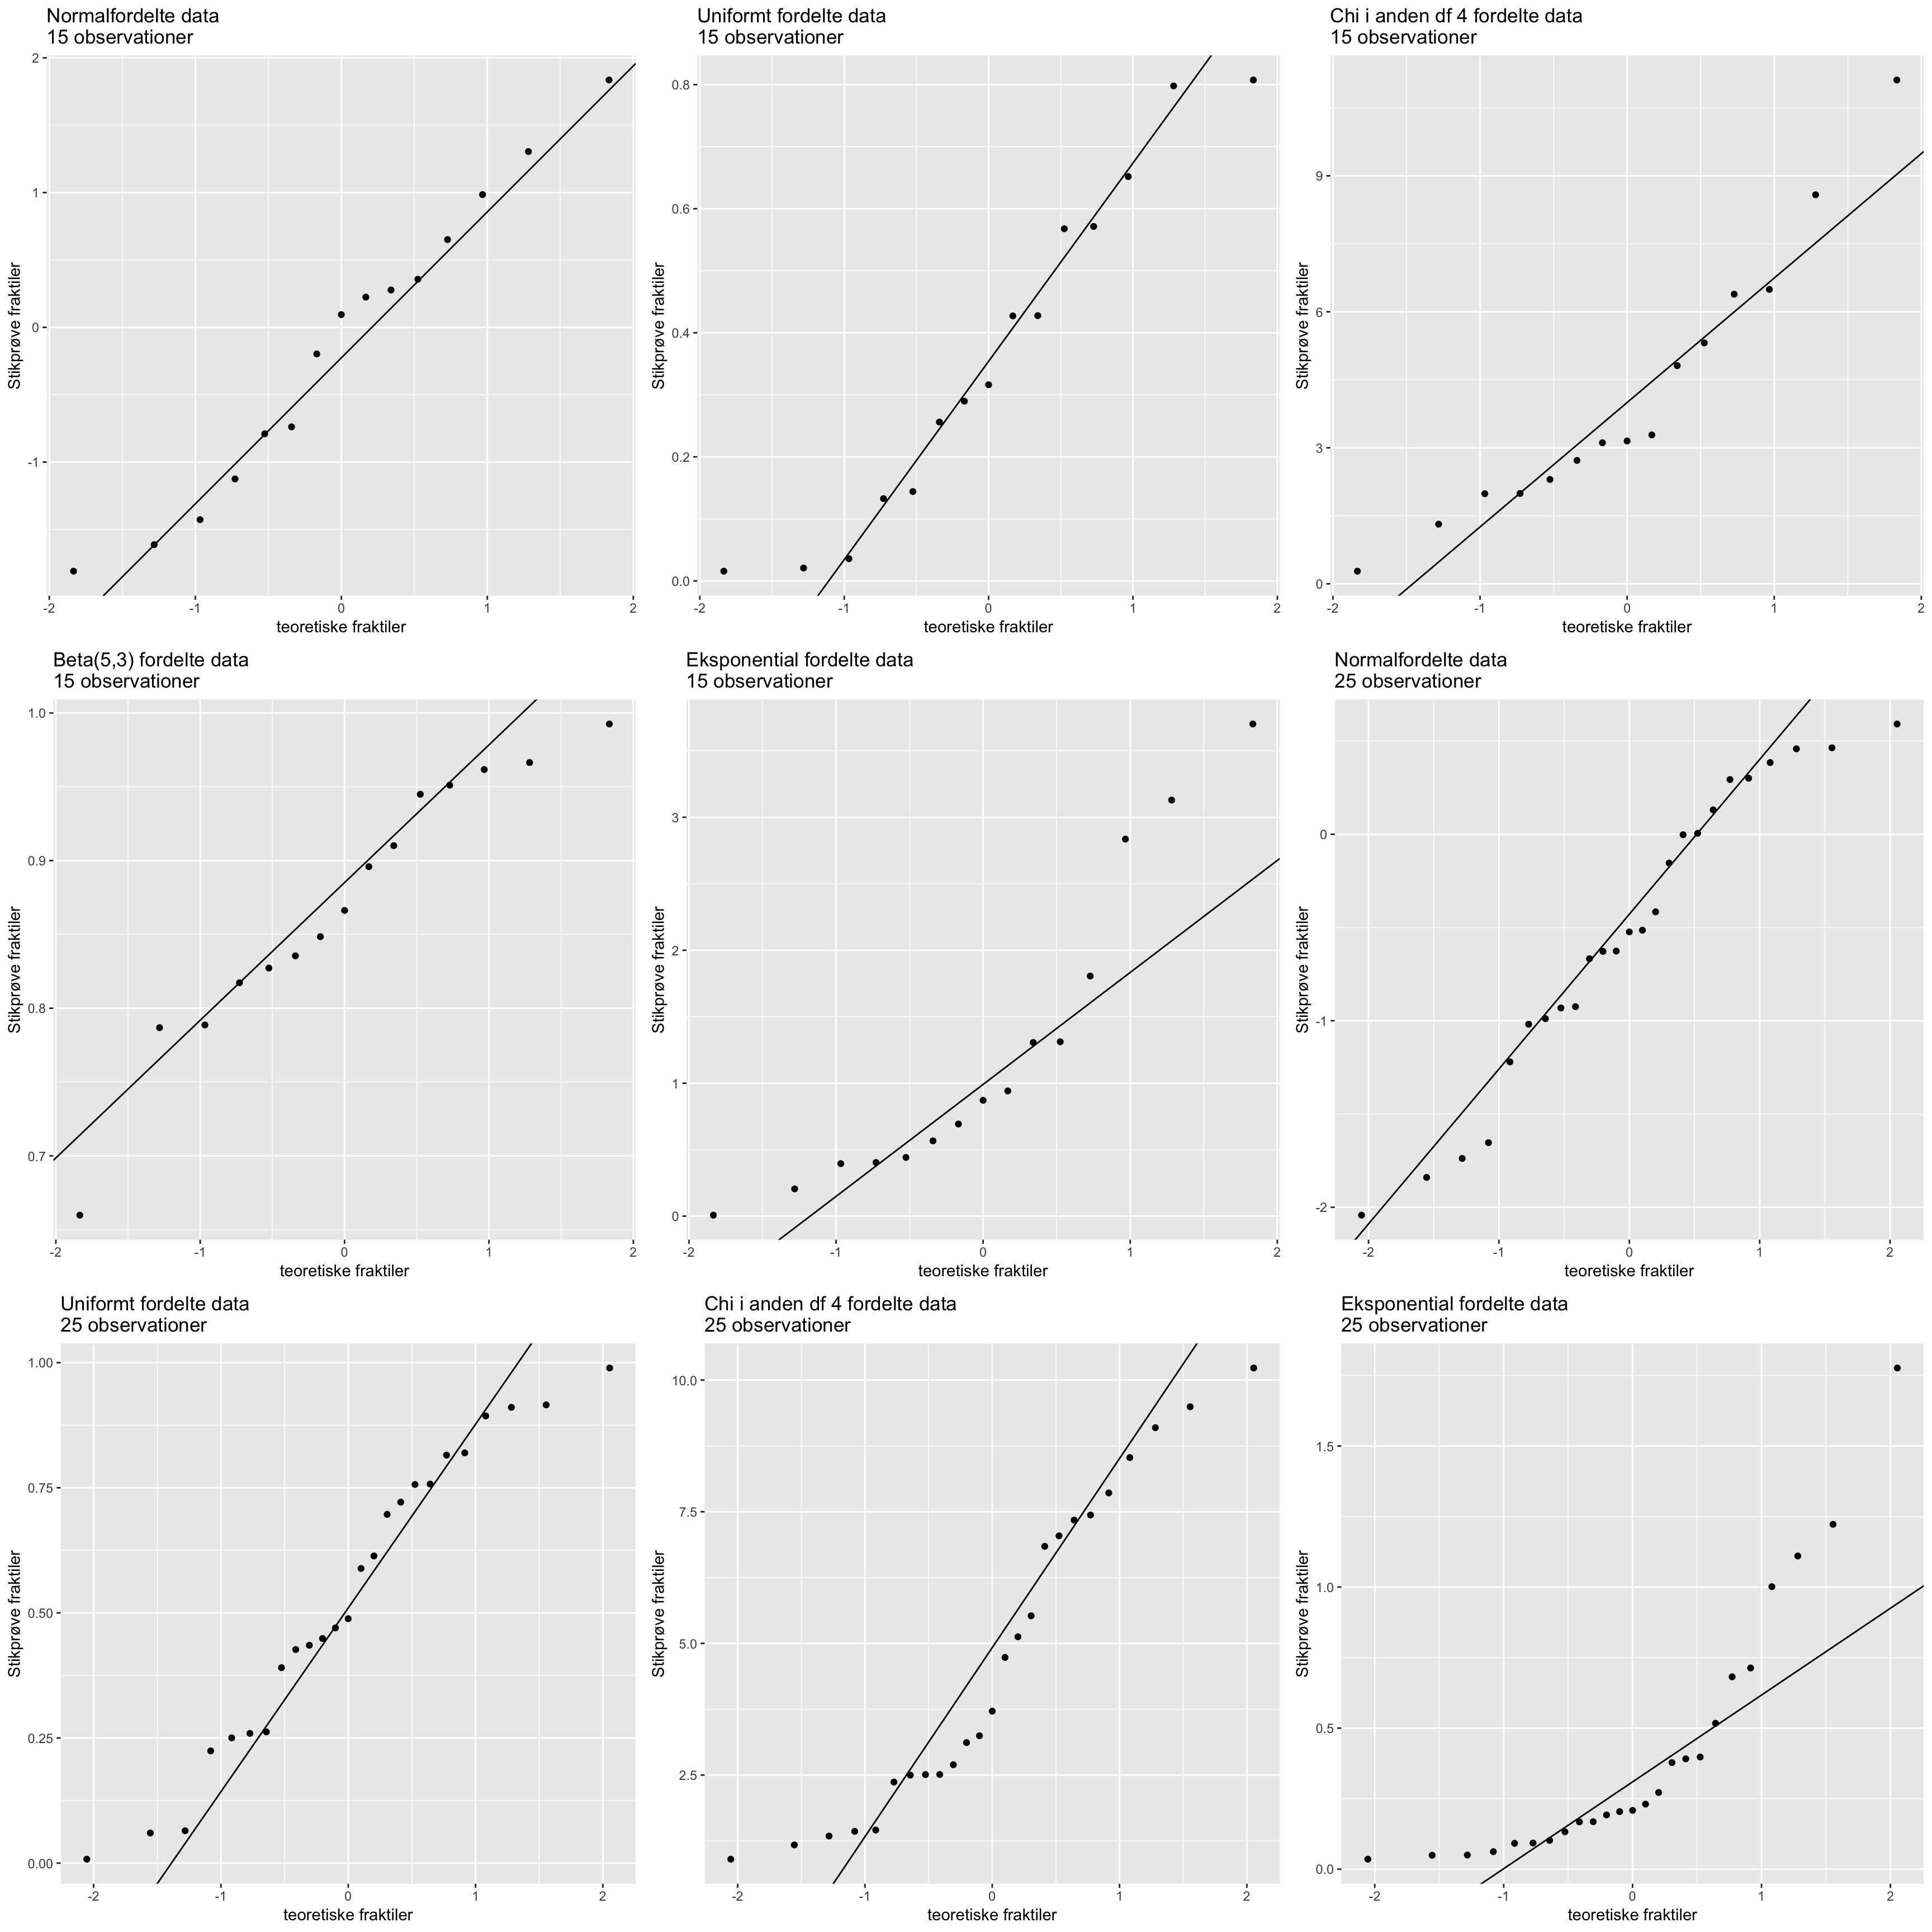 Normalfordelte data
15 observationer
2
1
0
-1
-2 -1 0 1 2
teoretiske fraktiler
Stikprøve fraktiler
Uniformt fordelte data
15 observationer
0.8
0.6
0.4
0.2
0.0
-2 -1 0 1 2
teoretiske fraktiler
Stikprøve fraktiler
Chi i anden df 4 fordelte data
15 observationer
9
6
3
0
-2 -1 0 1 2
teoretiske fraktiler
Stikprøve fraktiler
Beta(5,3) fordelte data
15 observationer
1.0
0.9
0.8
0.7
-2 -1 0 1 2
teoretiske fraktiler
Stikprøve fraktiler
Eksponential fordelte data
15 observationer
3
2
1
0
-2 -1 0 1 2
teoretiske fraktiler
Stikprøve fraktiler
Normalfordelte data
25 observationer
0
-1
-2
-2 -1 0 1 2
teoretiske fraktiler
Stikprøve fraktiler
Uniformt fordelte data
25 observationer
1.00
0.75
0.50
0.25
0.00
-2 -1 0 1 2
teoretiske fraktiler
Stikprøve fraktiler
Chi i anden df 4 fordelte data
25 observationer
10.0
7.5
5.0
2.5
-2 -1 0 1 2
teoretiske fraktiler
Stikprøve fraktiler
Eksponential fordelte data
25 observationer
1.5
1.0
0.5
0.0
-2 -1 0 1 2
teoretiske fraktiler
Stikprøve fraktiler